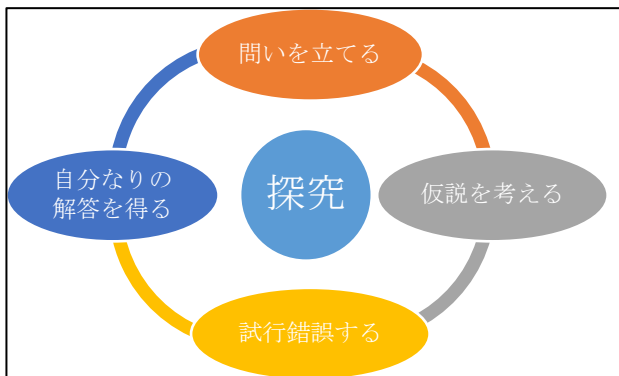 問いを立てる
自分なりの
解答を得る
探究
仮説を考える
試行錯誤する